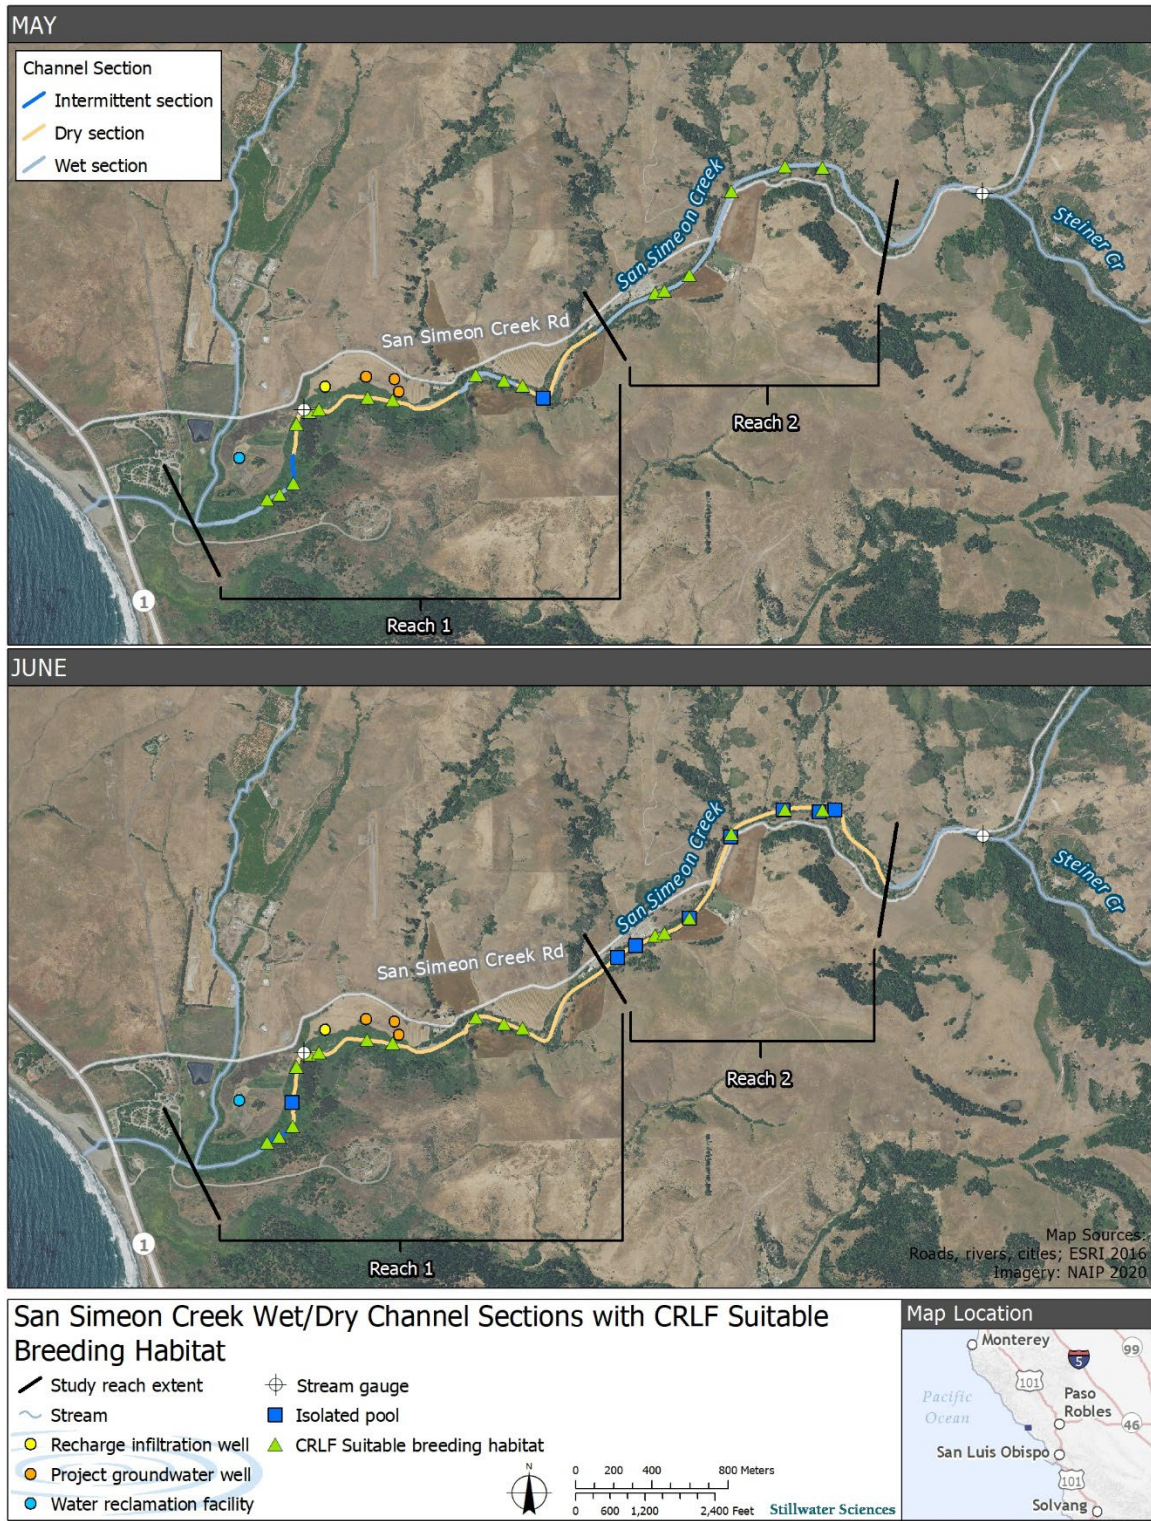 MAY
Channel Section
Intermittent section
Dry section
Wet section
San Simeon Creek
Steiner Cr
San Simeon Creek Rd
Reach 2
1
Reach 1
JUNE
San Simeon Creek
Steiner Cr
San Simeon Creek Rd
Reach 2
1
Reach 1
Map Sources:
Roads, rivers, cities; ESRI 2016
Imagery: NAIP 2020
San Simeon Creek Wet/Dry Channel Sections with CRLF Suitable
Breeding Habitat
Study reach extent
Stream
Recharge infiltration well
Project groundwater well
Water reclamation facility
Stream gauge
Isolated pool
CRLF Suitable breeding habitat
N
0 200 400 800 Meters
0 600 1,200 2,400 Feet
Stillwater Sciences
Map Location
Monterey
5
99
101
Pacific
Ocean
Paso
Robles
46
San Luis Obispo
101
Solvang